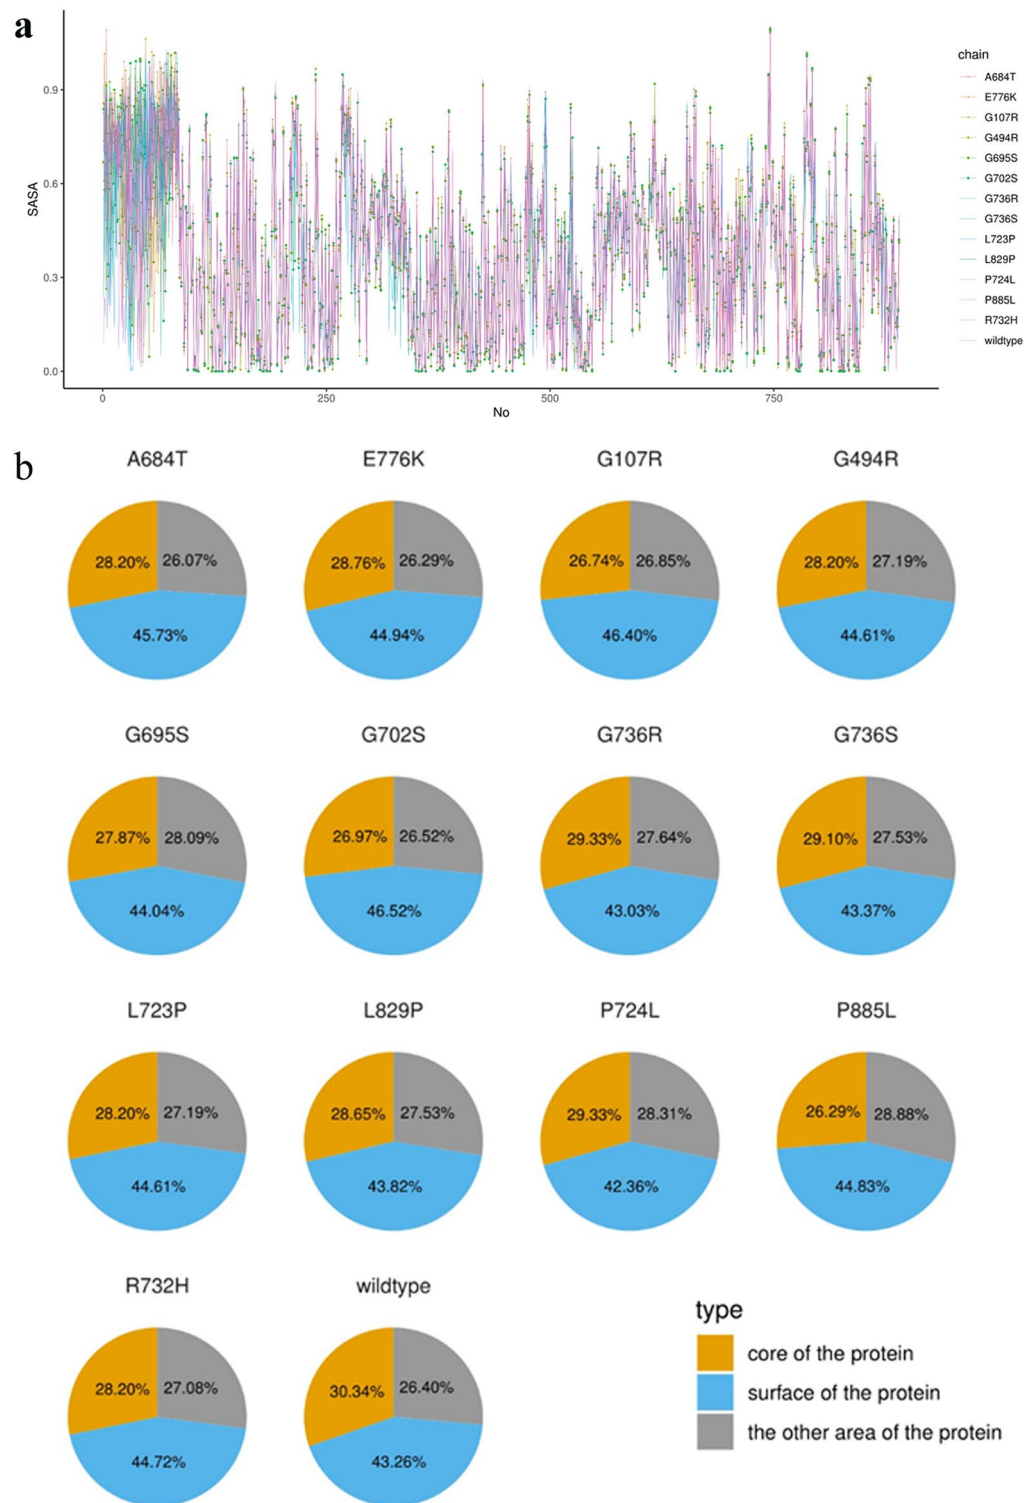 a
chain
A684T
E776K
G107R
G494R
G695S
G702S
G736R
G736S
L723P
L829P
P724L
P885L
R732H
wildtype
SASA
0.9
0.6
0.3
0.0
0
250
500
750
No
b
A684T E776K G107R G494R
28.20% 26.07% 28.76% 26.29% 26.74% 26.85% 28.20% 27.19%
45.73% 44.94% 46.40% 44.61%
G695S G702S G736R G736S
27.87% 28.09% 26.97% 26.52% 29.33% 27.64% 29.10% 27.53%
44.04% 46.52% 43.03% 43.37%
L723P L829P P724L P885L
28.20% 27.19% 28.65% 27.53% 29.33% 28.31% 26.29% 28.88%
44.61% 43.82% 42.36% 44.83%
R732H wildtype
28.20% 27.08% 30.34% 26.40%
44.72% 43.26%
type
core of the protein
surface of the protein
the other area of the protein